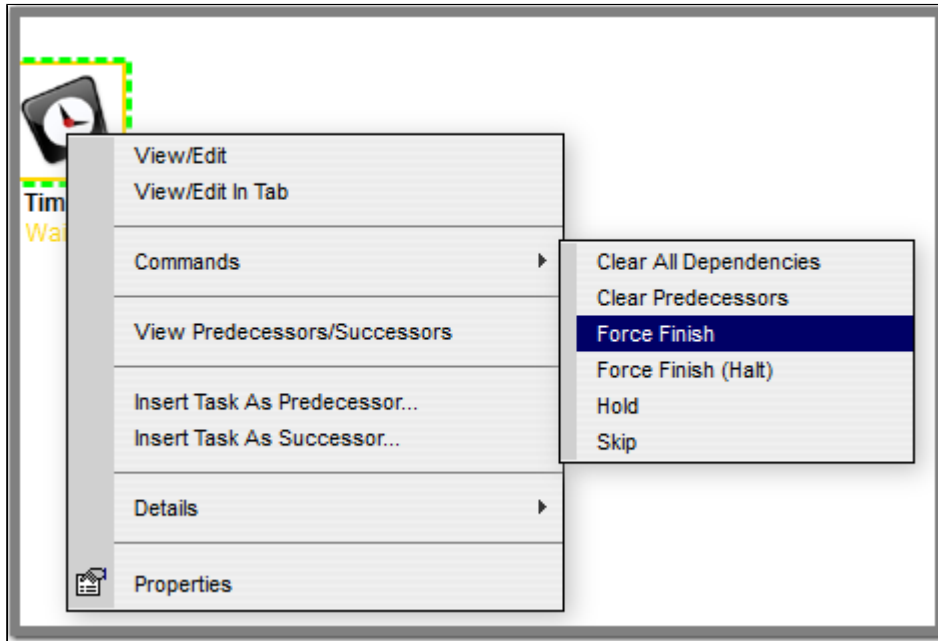 Tim
Wai
View/Edit
View/Edit In Tab
Commands
View Predecessors/Successors
Insert Task As Predecessor...
Insert Task As Successor...
Details
Properties
Clear All Dependencies
Clear Predecessors
Force Finish
Force Finish (Halt)
Hold
Skip